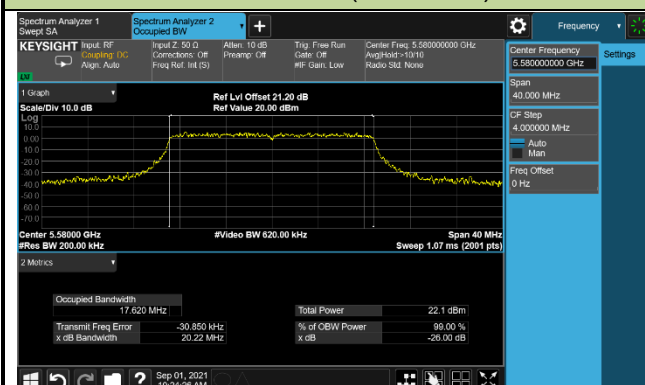 Spectrum Analyzer 1
Swept SA
Spectrum Analyzer 2
Occupied BW
Frequency
KEYSIGHT
Input: RF
Coupling: DC
Align: Auto
Input Z: 50 Ω
Corrections: Off
Freq Ref: Int (S)
Atten: 10 dB
Preamp: Off
Trig: Free Run
Gate: Off
#IF Gain: Low
Center Freq: 5.580000000 GHz
Avg|Hold:>10/10
Radio Std: None
Center Frequency
5.580000000 GHz
Settings
Span
40.000 MHz
CF Step
4.000000 MHz
Auto
Man
Freq Offset
0 Hz
1 Graph
Scale/Div 10.0 dB
Ref Lvl Offset 21.20 dB
Ref Value 20.00 dBm
Log
10.0
0.00
-10.0
-20.0
-30.0
-40.0
-50.0
-60.0
-70.0
Center 5.58000 GHz
#Res BW 200.00 kHz
#Video BW 620.00 kHz
Span 40 MHz
Sweep 1.07 ms (2001 pts)
2 Metrics
Occupied Bandwidth
17.620 MHz
Total Power 22.1 dBm
Transmit Freq Error -30.850 kHz
% of OBW Power 99.00 %
x dB Bandwidth 20.22 MHz
x dB -26.00 dB
Sep 01, 2021